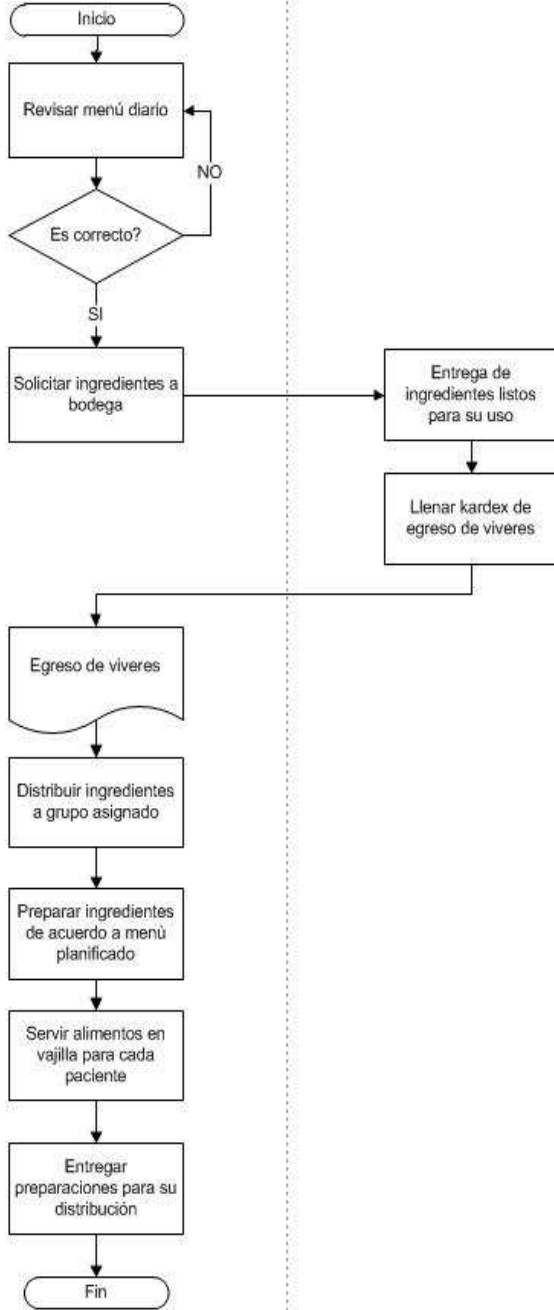 Inicio
Revisar menú diario
NO
Es correcto?
SI
Solicitar ingredientes a
bodega
Entrega de
ingredientes listos
para su uso
Llenar kardex de
egreso de viveres
Egreso de viveres
Distribuir ingredientes
a grupo asignado
Preparar ingredientes
de acuerdo a menú
planificado
Servir alimentos en
vajilla para cada
paciente
Entregar
preparaciones para su
distribución
Fin